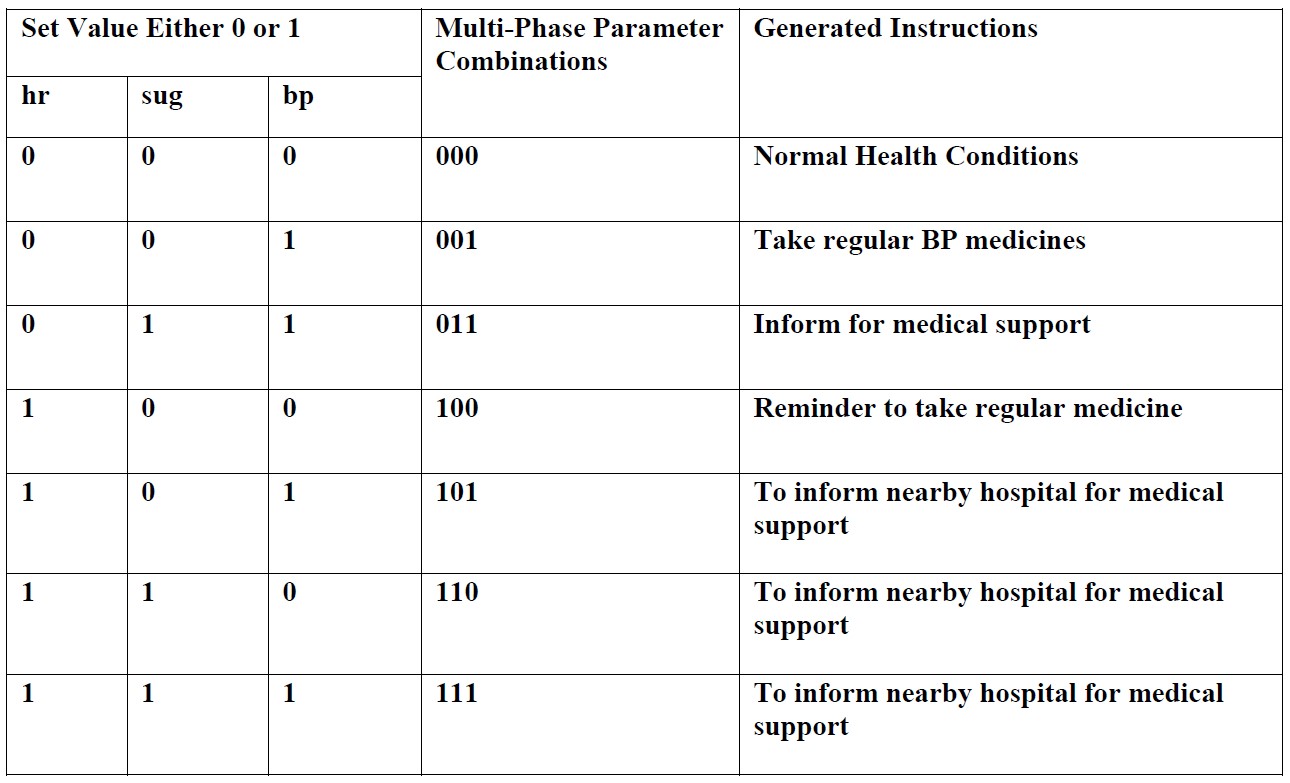 Set Value Either 0 or 1 Multi-Phase Parameter Generated Instructions
Combinations
hr sug bp
0 0 0 000 Normal Health Conditions
0 0 1 001 Take regular BP medicines
0 1 1 011 Inform for medical support
1 0 0 100 Reminder to take regular medicine
1 0 1 101 To inform nearby hospital for medical
support
1 1 0 110 To inform nearby hospital for medical
support
1 1 1 111 To inform nearby hospital for medical
support